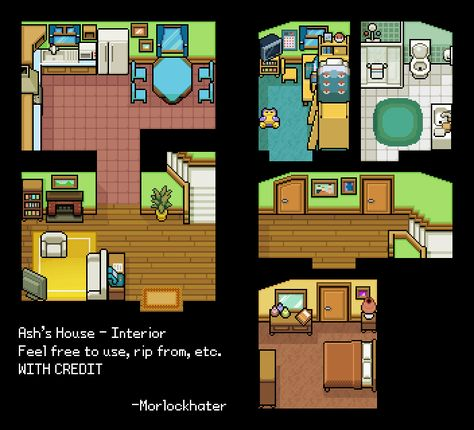 Ash's House - Interior
Feel free to use, rip from, etc.
WITH CREDIT
-Morlockhater